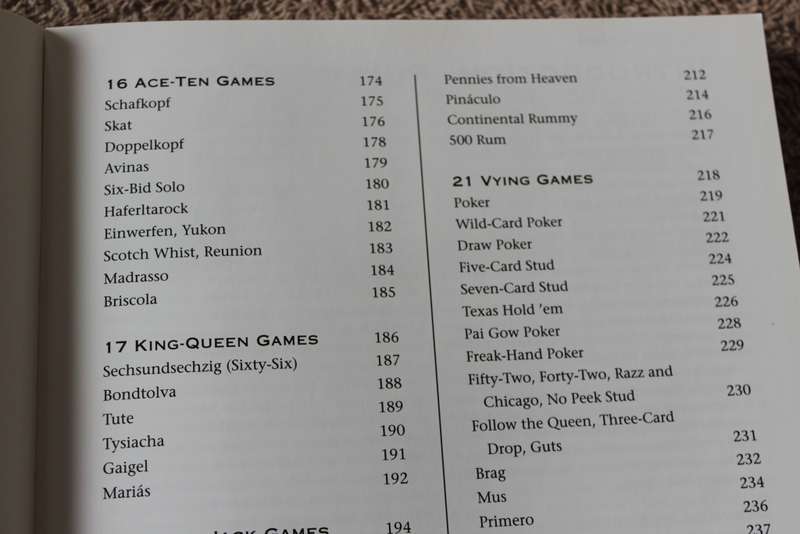 16 ACE-TEN GAMES 174
Schafkopf 175
Skat 176
Doppelkopf 178
Avinas 179
Six-Bid Solo 180
Haferltarock 181
Einwerfen, Yukon 182
Scotch Whist, Reunion 183
Madrasso 184
Briscola 185
17 KING-QUEEN GAMES 186
Sechsundsechzig (Sixty-Six) 187
Bondtolva 188
Tute 189
Tysiacha 190
Gaigel 191
Mariás 192
JACK GAMES 194
Pennies from Heaven 212
Pináculo 214
Continental Rummy 216
500 Rum 217
21 VYING GAMES 218
Poker 219
Wild-Card Poker 221
Draw Poker 222
Five-Card Stud 224
Seven-Card Stud 225
Texas Hold 'em 226
Pai Gow Poker 228
Freak-Hand Poker 229
Fifty-Two, Forty-Two, Razz and
Chicago, No Peek Stud 230
Follow the Queen, Three-Card
Drop, Guts 231
Brag 232
Mus 234
Primero 236
237